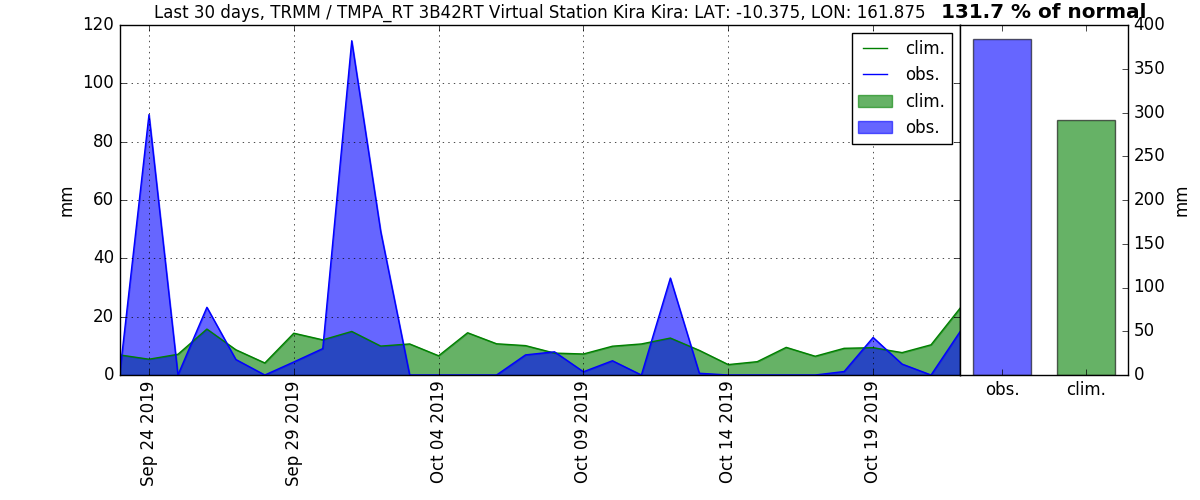 Last 30 days, TRMM / TMPA_RT 3B42RT Virtual Station Kira Kira: LAT: -10.375, LON: 161.875
131.7 % of normal
120
100
80
60
40
20
0
mm
clim.
obs.
clim.
obs.
Sep 24 2019
Sep 29 2019
Oct 04 2019
Oct 09 2019
Oct 14 2019
Oct 19 2019
400
350
300
250
200
150
100
50
0
mm
obs.
clim.